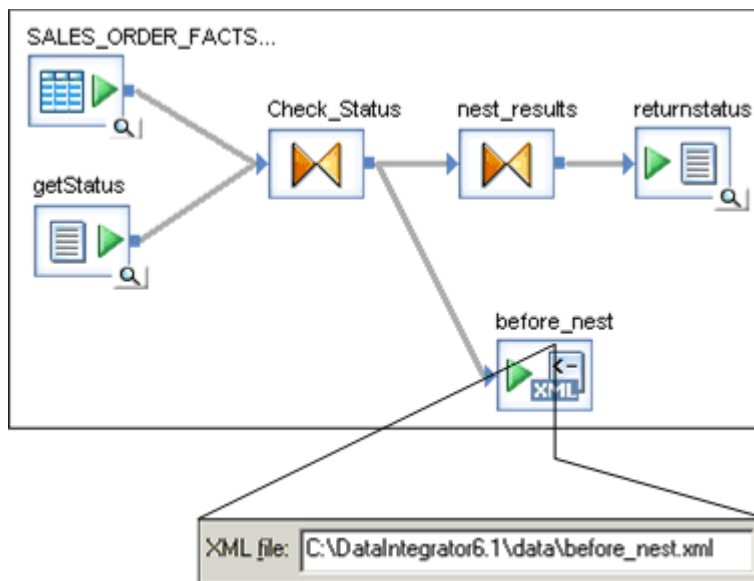 SALES_ORDER_FACTS...
Check_Status
nest_results
returnstatus
getStatus
before_nest
<-
XML
XML file: C:\DataIntegrator6.1\data\before_nest.xml